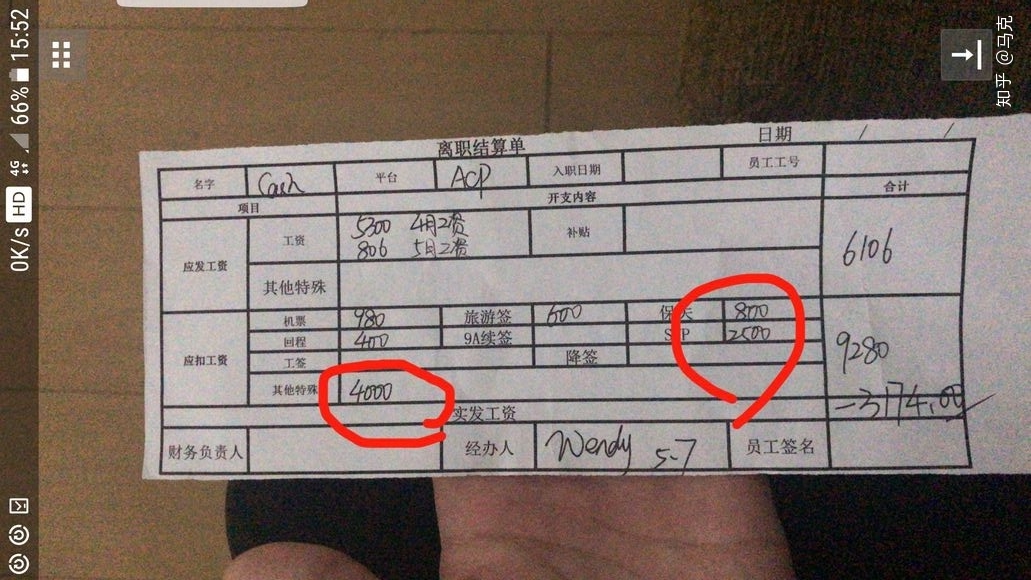 15:52
66%
4G
HD
0K/s
知乎 @马克
离职结算单 日期 / /
名字 Cash 平台 ACP 入职日期 员工工号
项目 开支内容 合计
应发工资 工资 5300 4月工资 补贴 6106
806 5月工资
其他特殊
应扣工资 机票 980 旅游签 600 保关 800 9280
回程 400 9A续签 2500
工签 降签
其他特殊 4000
实发工资 -3174.00
财务负责人 经办人 Wendy 5-7 员工签名